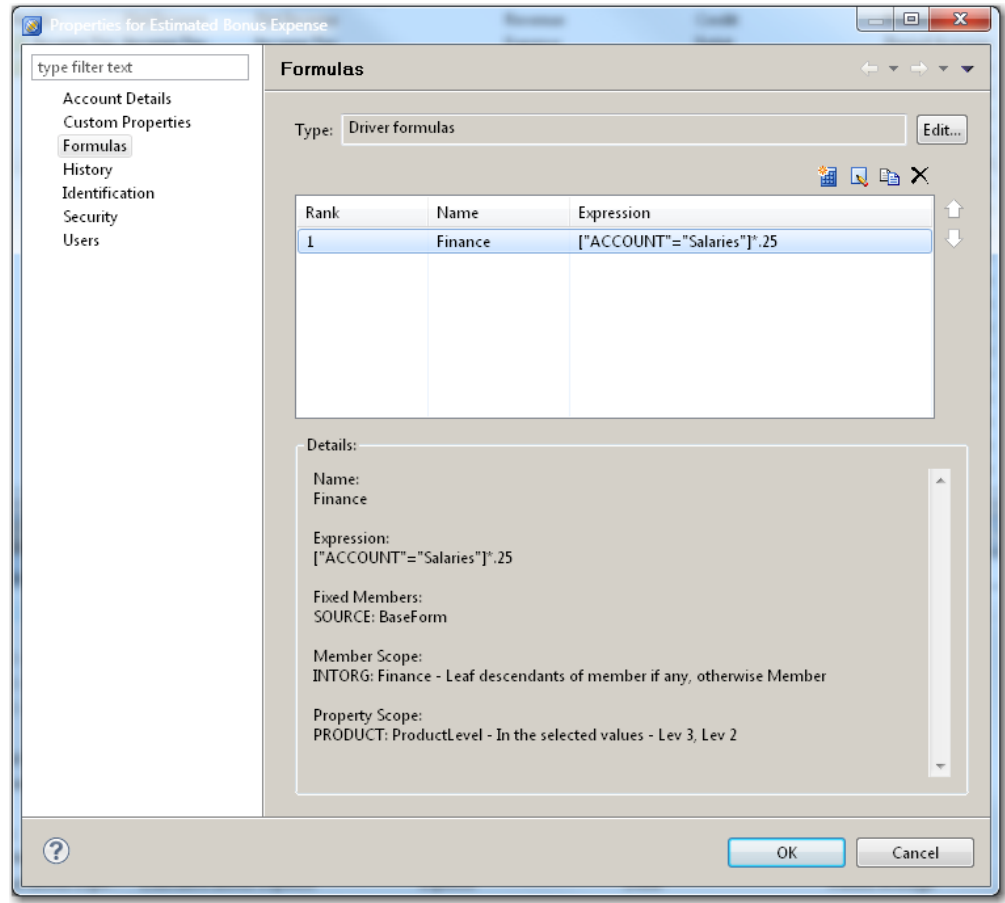 Properties for Estimated Bonus Expense
type filter text
Account Details
Custom Properties
Formulas
History
Identification
Security
Users
Formulas
Type: Driver formulas Edit...
Rank Name Expression
1 Finance ["ACCOUNT"="Salaries"]*.25
Details:
Name:
Finance
Expression:
["ACCOUNT"="Salaries"]*.25
Fixed Members:
SOURCE: BaseForm
Member Scope:
INTORG: Finance - Leaf descendants of member if any, otherwise Member
Property Scope:
PRODUCT: ProductLevel - In the selected values - Lev 3, Lev 2
? OK Cancel